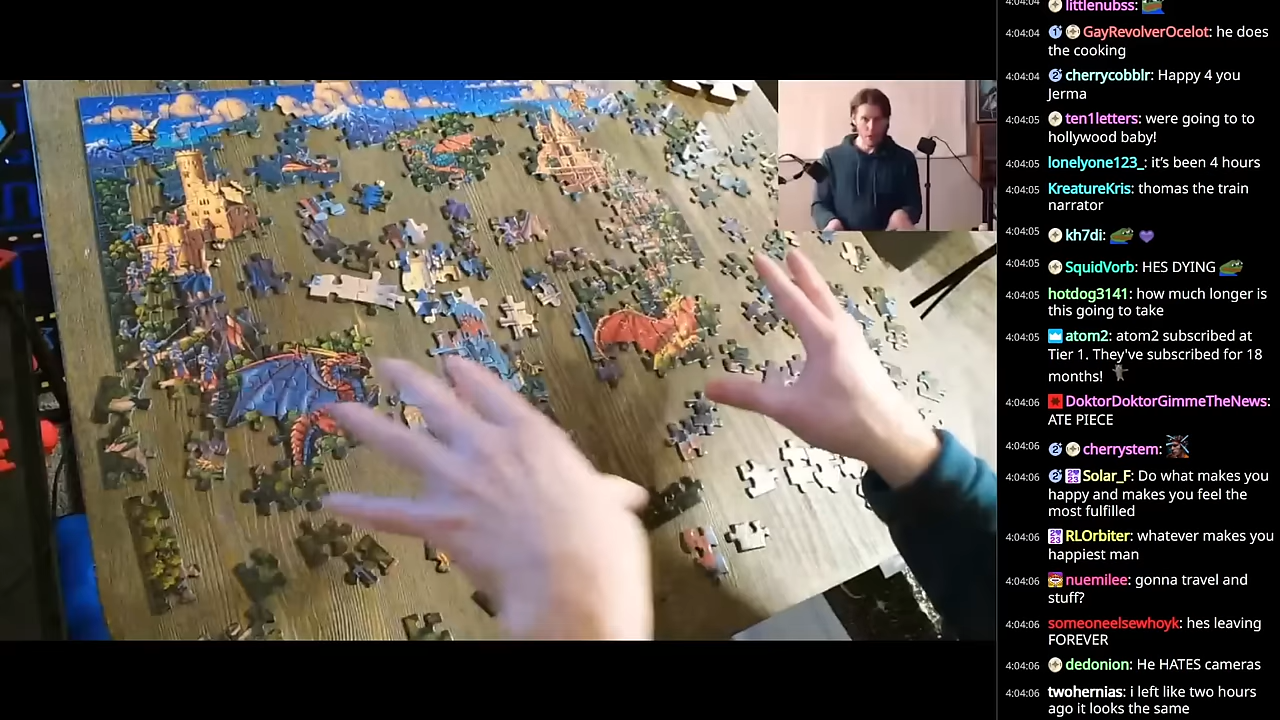 4:04:04 littlenubss:
4:04:04 GayRevolverOcelot: he does
the cooking
4:04:04 cherrycobblr: Happy 4 you
Jerma
4:04:05 ten1letters: were going to to
hollywood baby!
4:04:05 lonelyone123_: it's been 4 hours
4:04:05 KreatureKris: thomas the train
narrator
4:04:05 kh7di:
4:04:05 SquidVorb: HES DYING
4:04:05 hotdog3141: how much longer is
this going to take
4:04:05 atom2: atom2 subscribed at
Tier 1. They've subscribed for 18
months!
4:04:06 DoktorDoktorGimmeTheNews:
ATE PIECE
4:04:06 cherrystem:
4:04:06 Solar_F: Do what makes you
happy and makes you feel the
most fulfilled
4:04:06 RLOrbiter: whatever makes you
happiest man
4:04:06 nuemilee: gonna travel and
stuff?
4:04:06 someoneelsewhoyk: hes leaving
FOREVER
4:04:06 dedonion: He HATES cameras
4:04:06 twohernias: i left like two hours
ago it looks the same